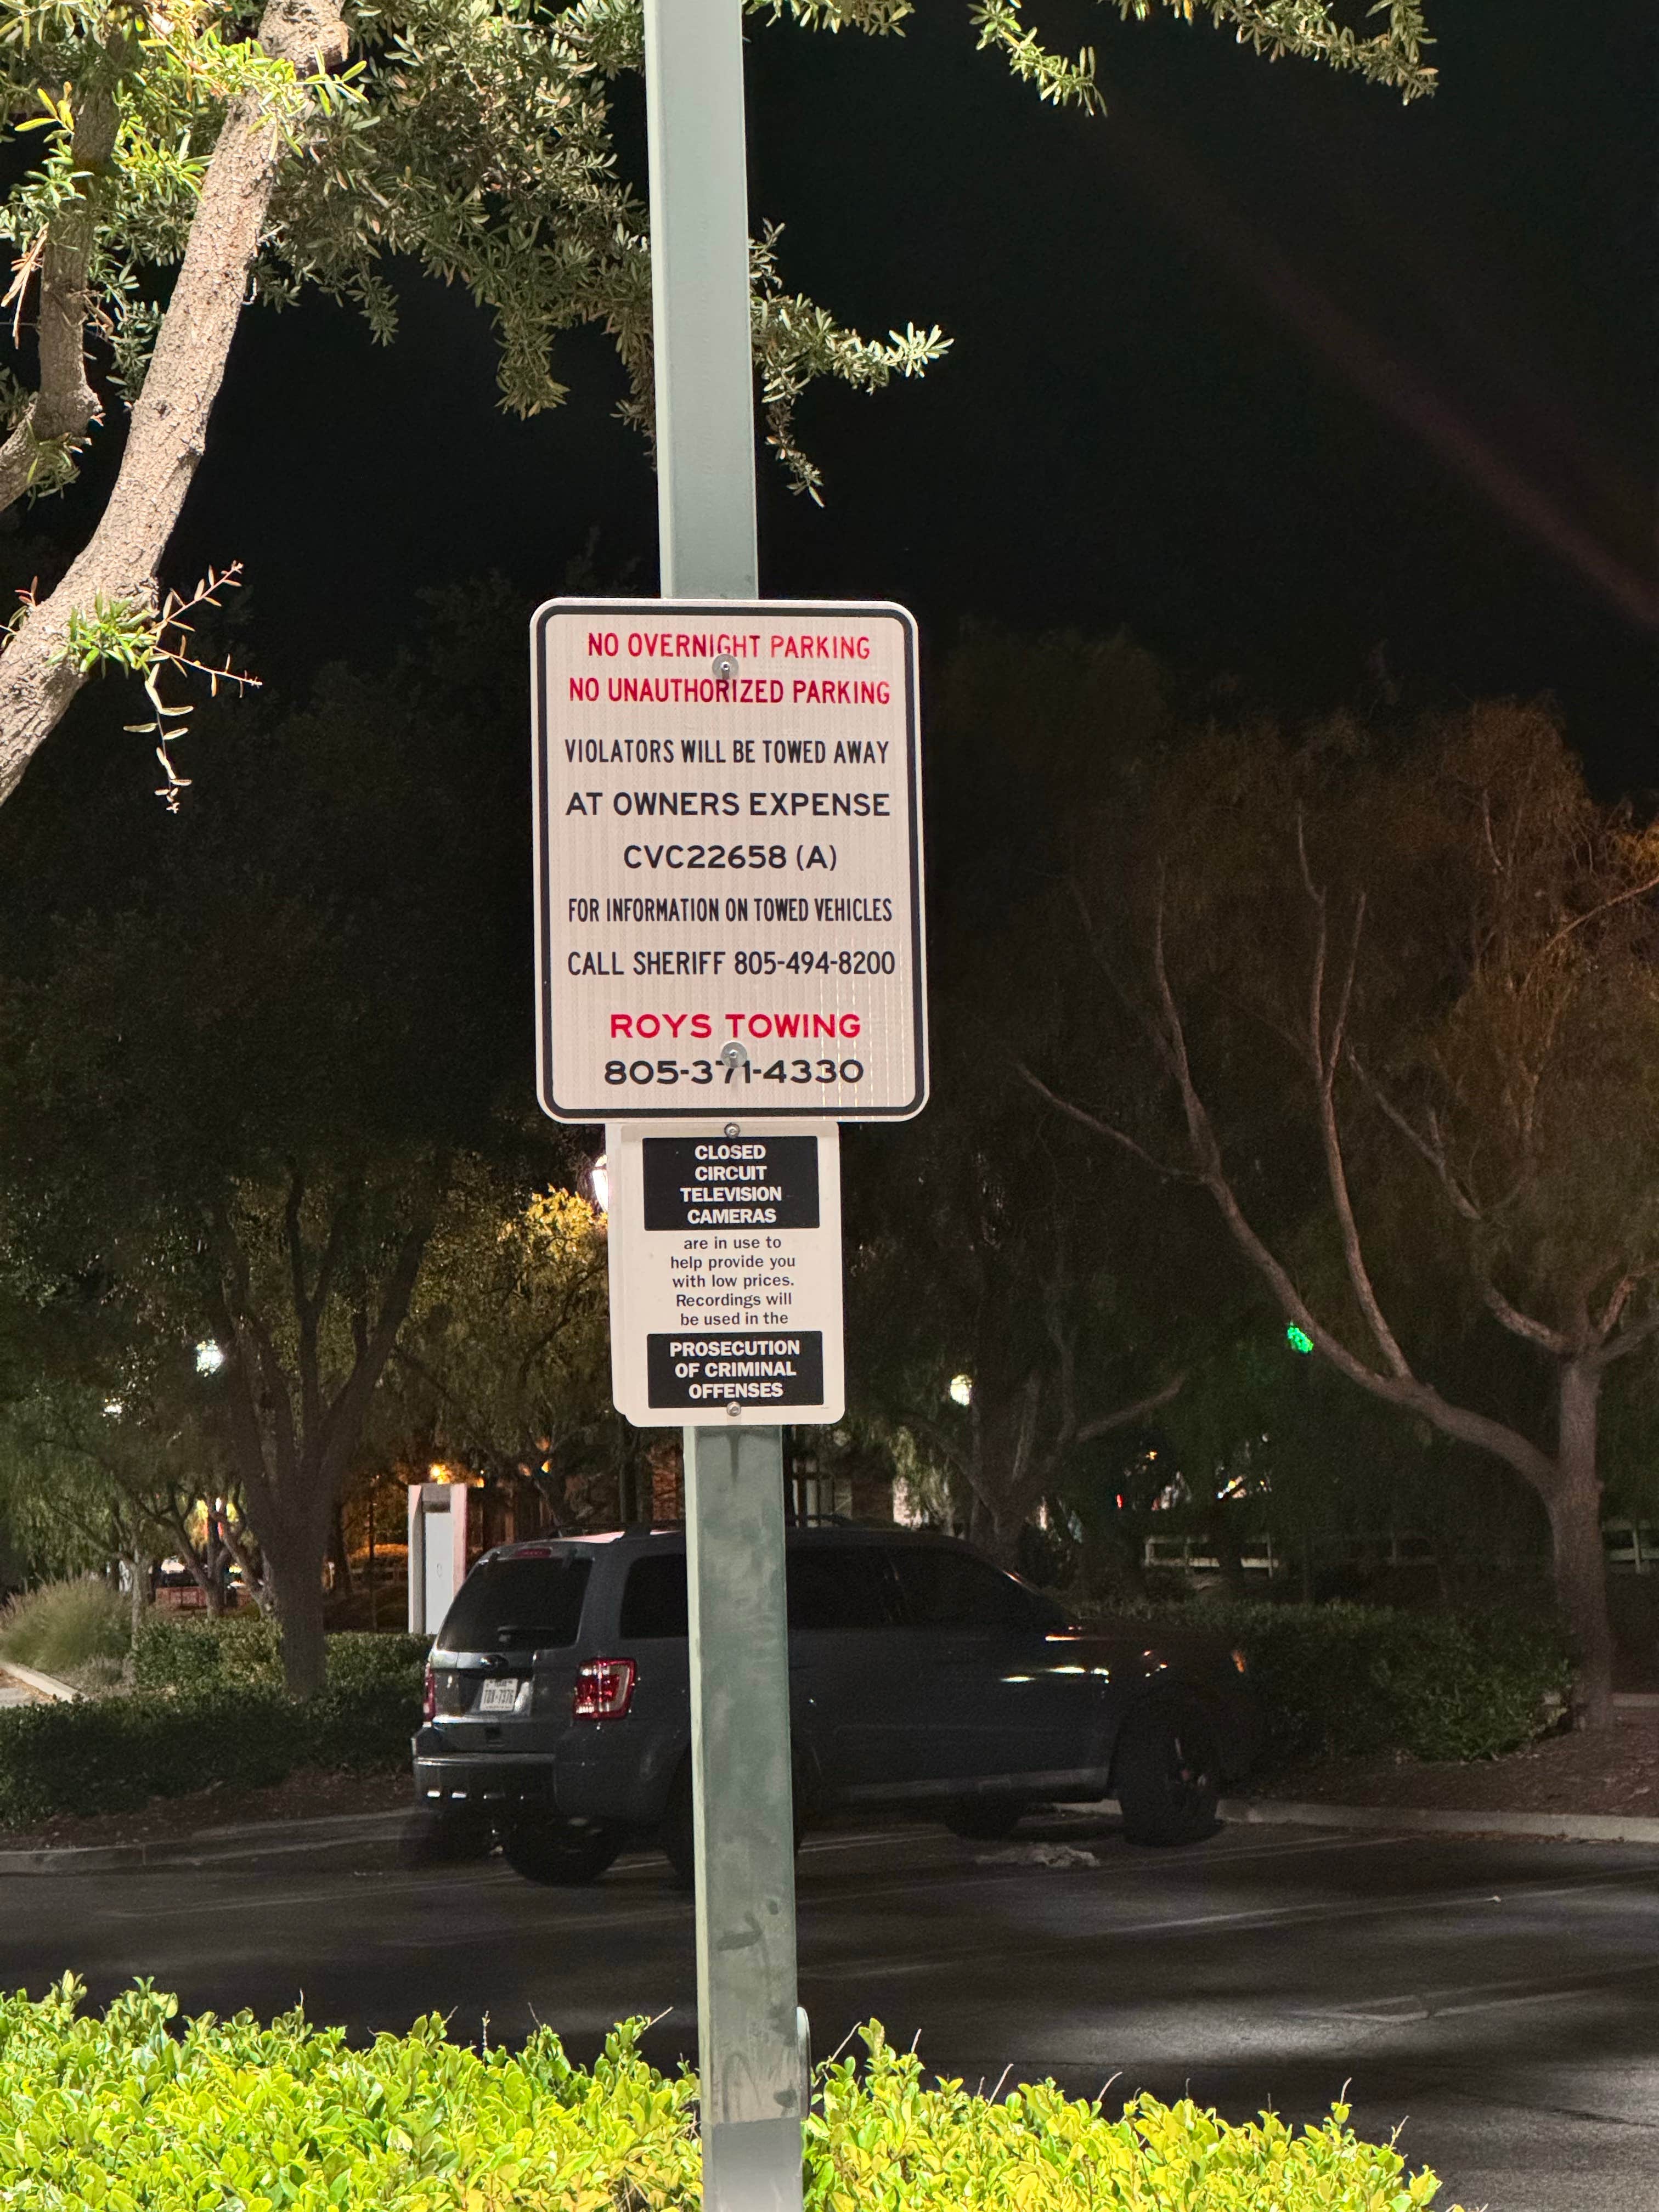 NO OVERNIGHT PARKING
NO UNAUTHORIZED PARKING
VIOLATORS WILL BE TOWED AWAY
AT OWNERS EXPENSE
CVC22658 (A)
FOR INFORMATION ON TOWED VEHICLES
CALL SHERIFF 805-494-8200
ROYS TOWING
805-371-4330
CLOSED
CIRCUIT
TELEVISION
CAMERAS
are in use to
help provide you
with low prices.
Recordings will
be used in the
PROSECUTION
OF CRIMINAL
OFFENSES